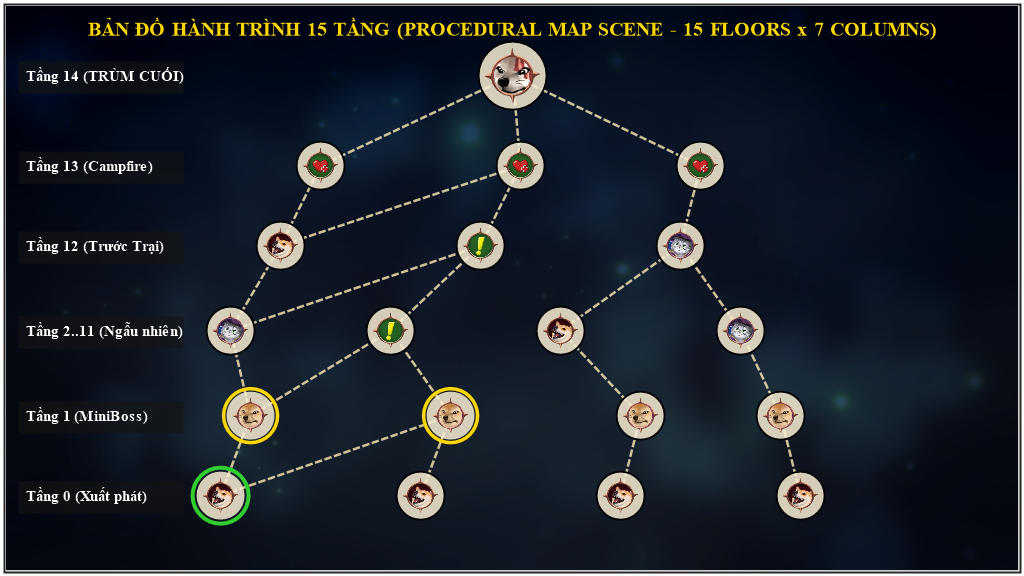 BẢN ĐỒ HÀNH TRÌNH 15 TẦNG (PROCEDURAL MAP SCENE - 15 FLOORS x 7 COLUMNS)
Tầng 14 (TRÙM CUỐI)
Tầng 13 (Campfire)
Tầng 12 (Trước Trại)
Tầng 2..11 (Ngẫu nhiên)
Tầng 1 (MiniBoss)
Tầng 0 (Xuất phát)